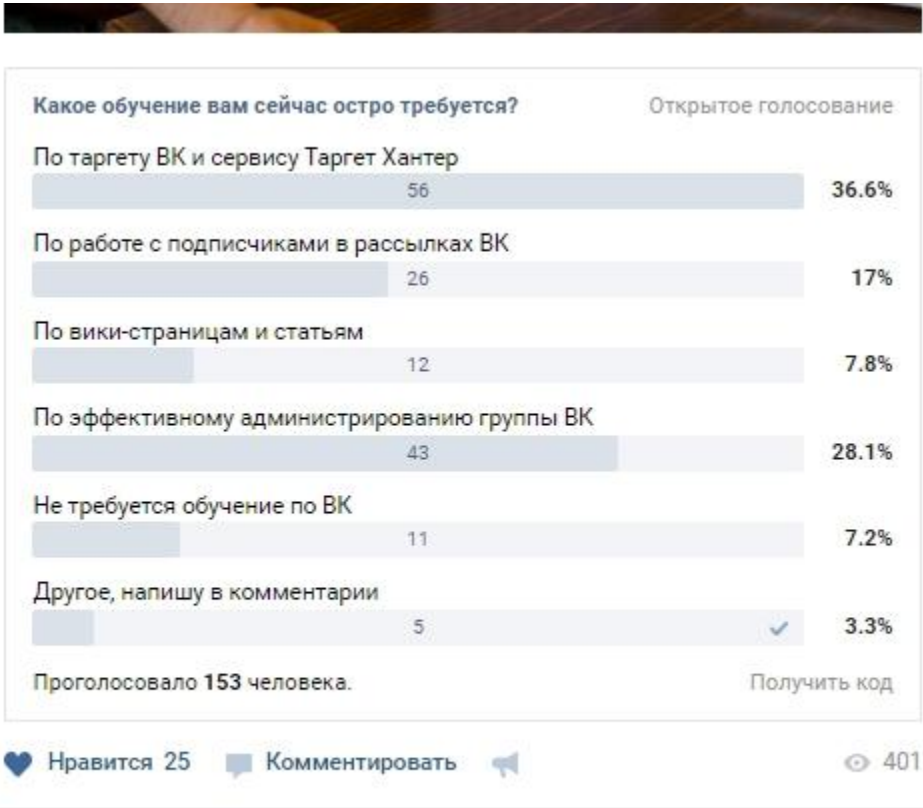 Какое обучение вам сейчас остро требуется? Открытое голосование
По таргету ВК и сервису Таргет Хантер
56 36.6%
По работе с подписчиками в рассылках ВК
26 17%
По вики-страницам и статьям
12 7.8%
По эффективному администрированию группы ВК
43 28.1%
Не требуется обучение по ВК
11 7.2%
Другое, напишу в комментарии
5 3.3%
Проголосовало 153 человека. Получить код
Нравится 25 Комментировать 401